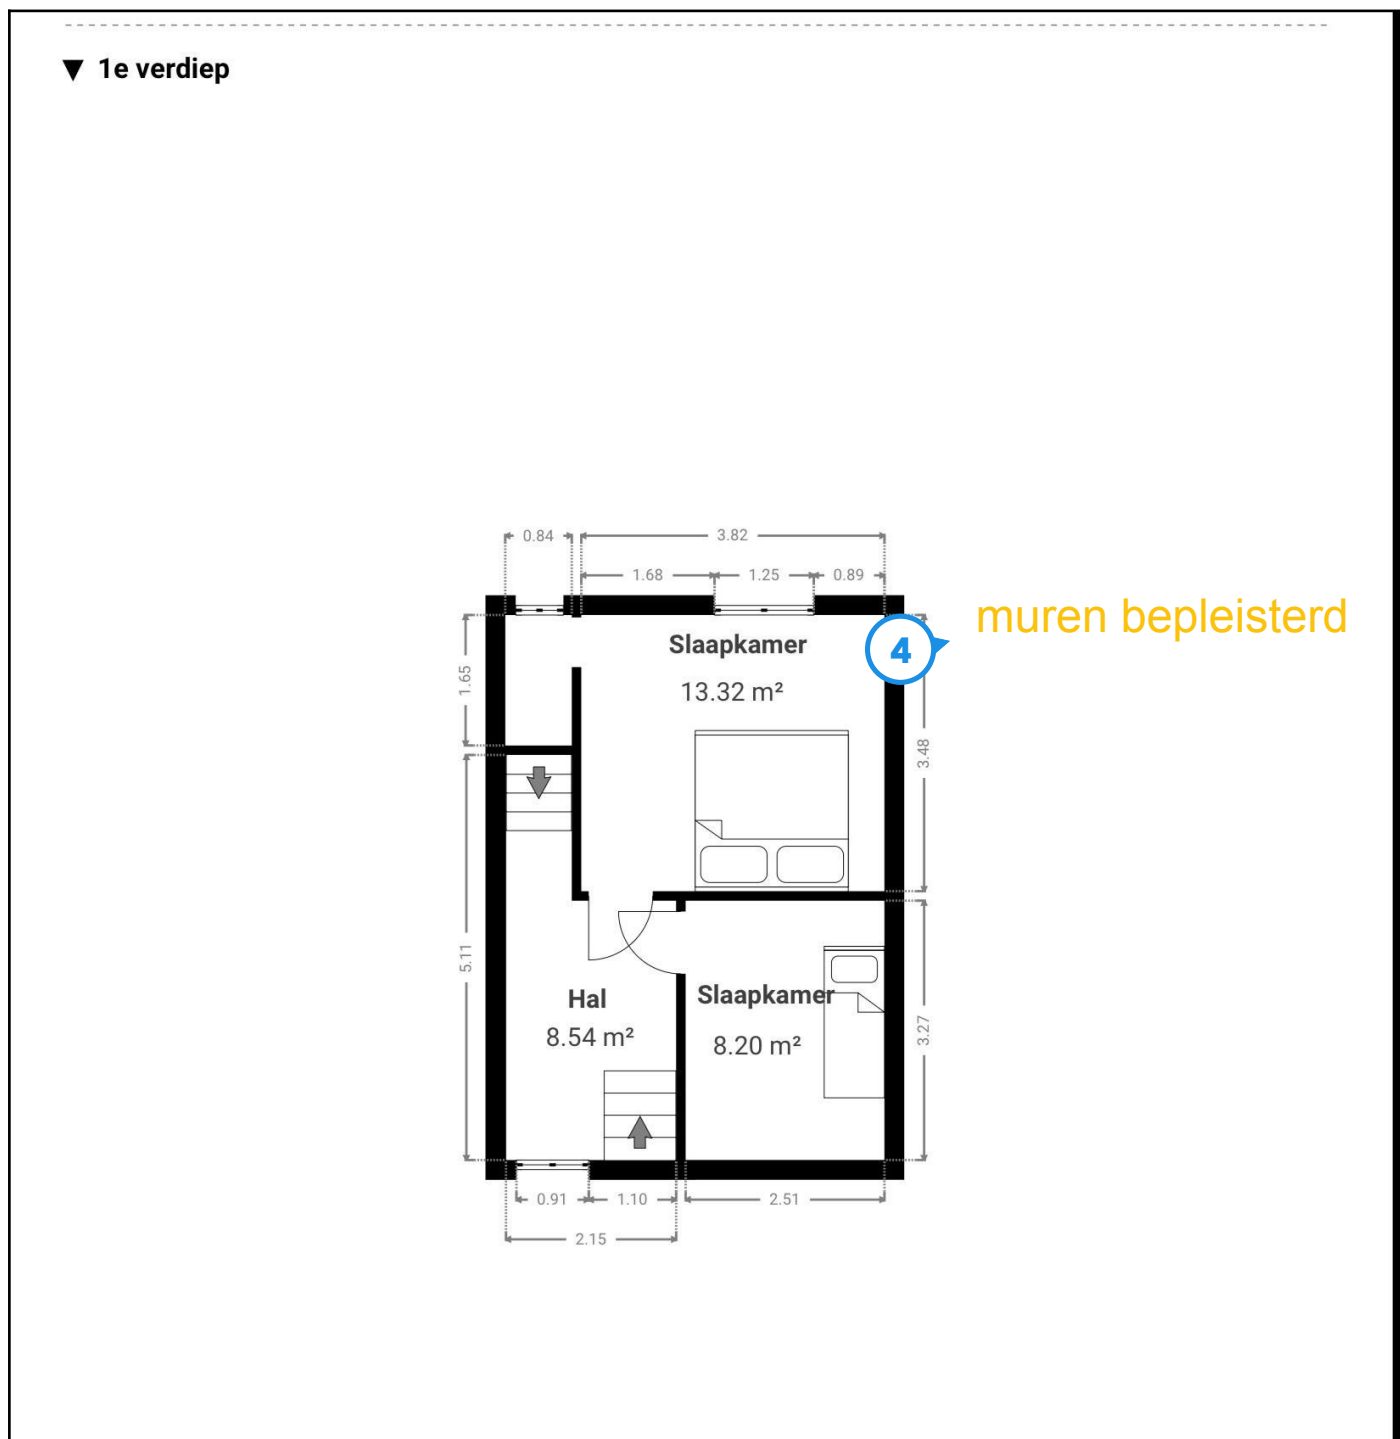 ▼ 1e verdiep
0.84
3.82
1.68
1.25
0.89
muren bepleisterd
Slaapkamer
4
13.32 m²
1.65
3.48
5.11
Hal
Slaapkamer
8.54 m²
8.20 m²
3.27
0.91
1.10
2.51
2.15